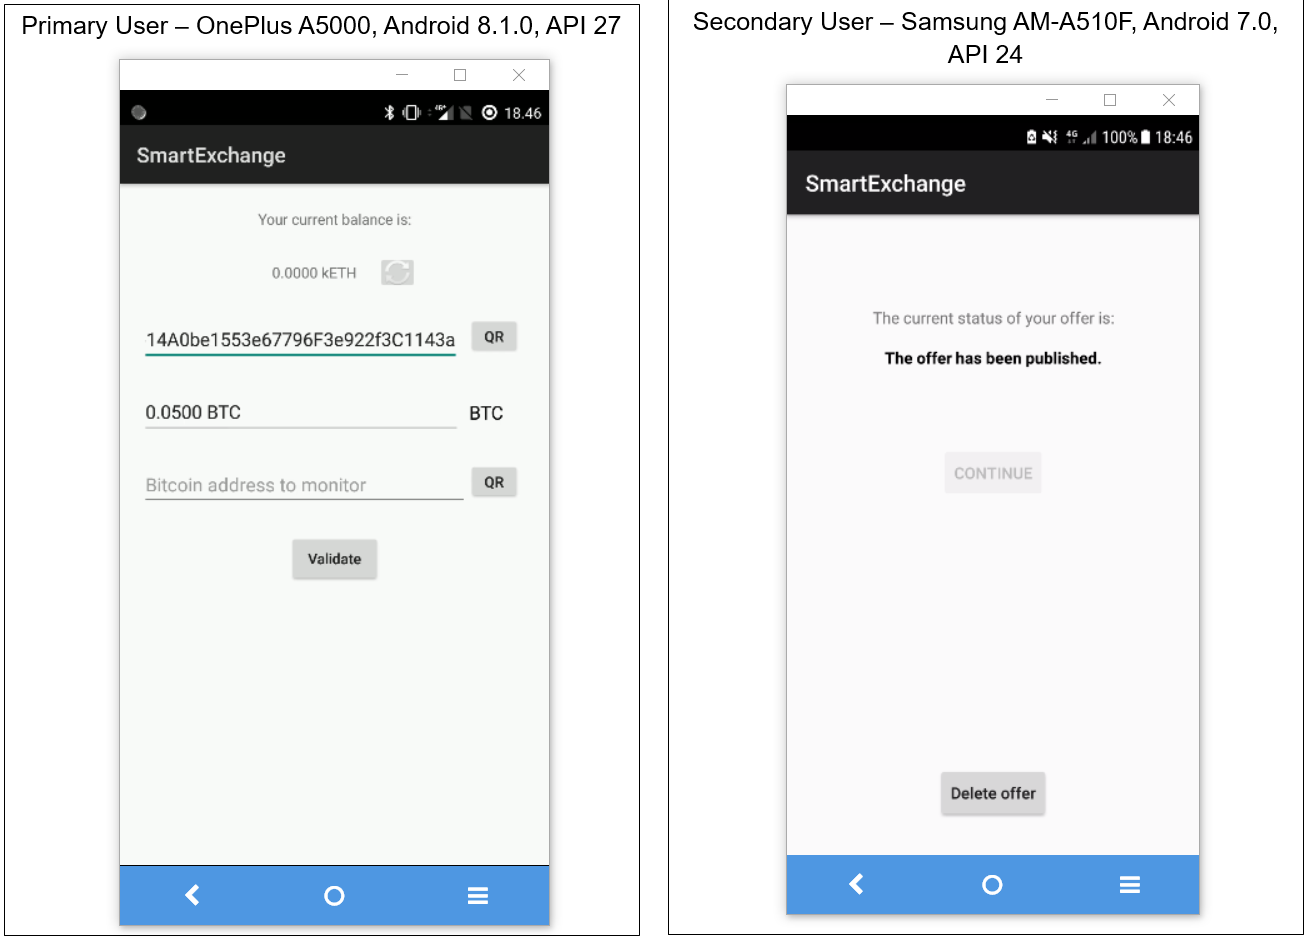 Primary User – OnePlus A5000, Android 8.1.0, API 27
18.46
SmartExchange
Your current balance is:
0.0000 kETH
14A0be1553e67796F3e922f3C1143a
QR
0.0500 BTC
BTC
Bitcoin address to monitor
QR
Validate
Secondary User – Samsung AM-A510F, Android 7.0,
API 24
4G 100% 18:46
SmartExchange
The current status of your offer is:
The offer has been published.
CONTINUE
Delete offer